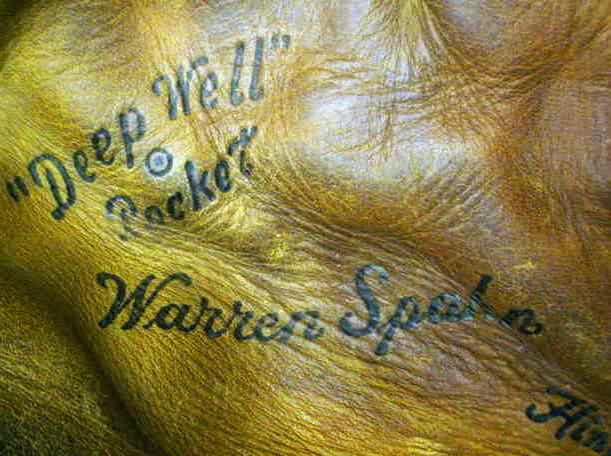 "Deep Well"
Pocket
Warren Spahn